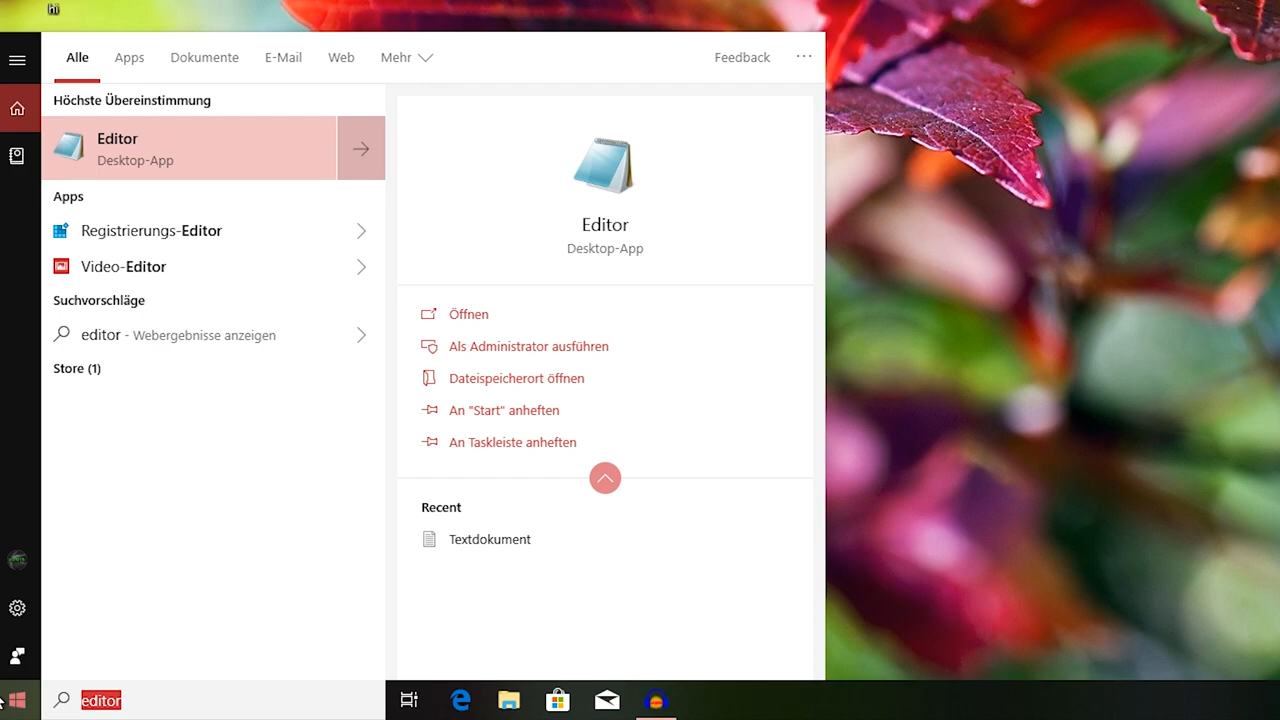 hi
Alle Apps Dokumente E-Mail Web Mehr Feedback ...
Höchste Übereinstimmung
Editor
Desktop-App
Apps
Registrierungs-Editor
Video-Editor
Suchvorschläge
editor - Webergebnisse anzeigen
Store (1)
Editor
Desktop-App
Öffnen
Als Administrator ausführen
Dateispeicherort öffnen
An "Start" anheften
An Taskleiste anheften
Recent
Textdokument
editor